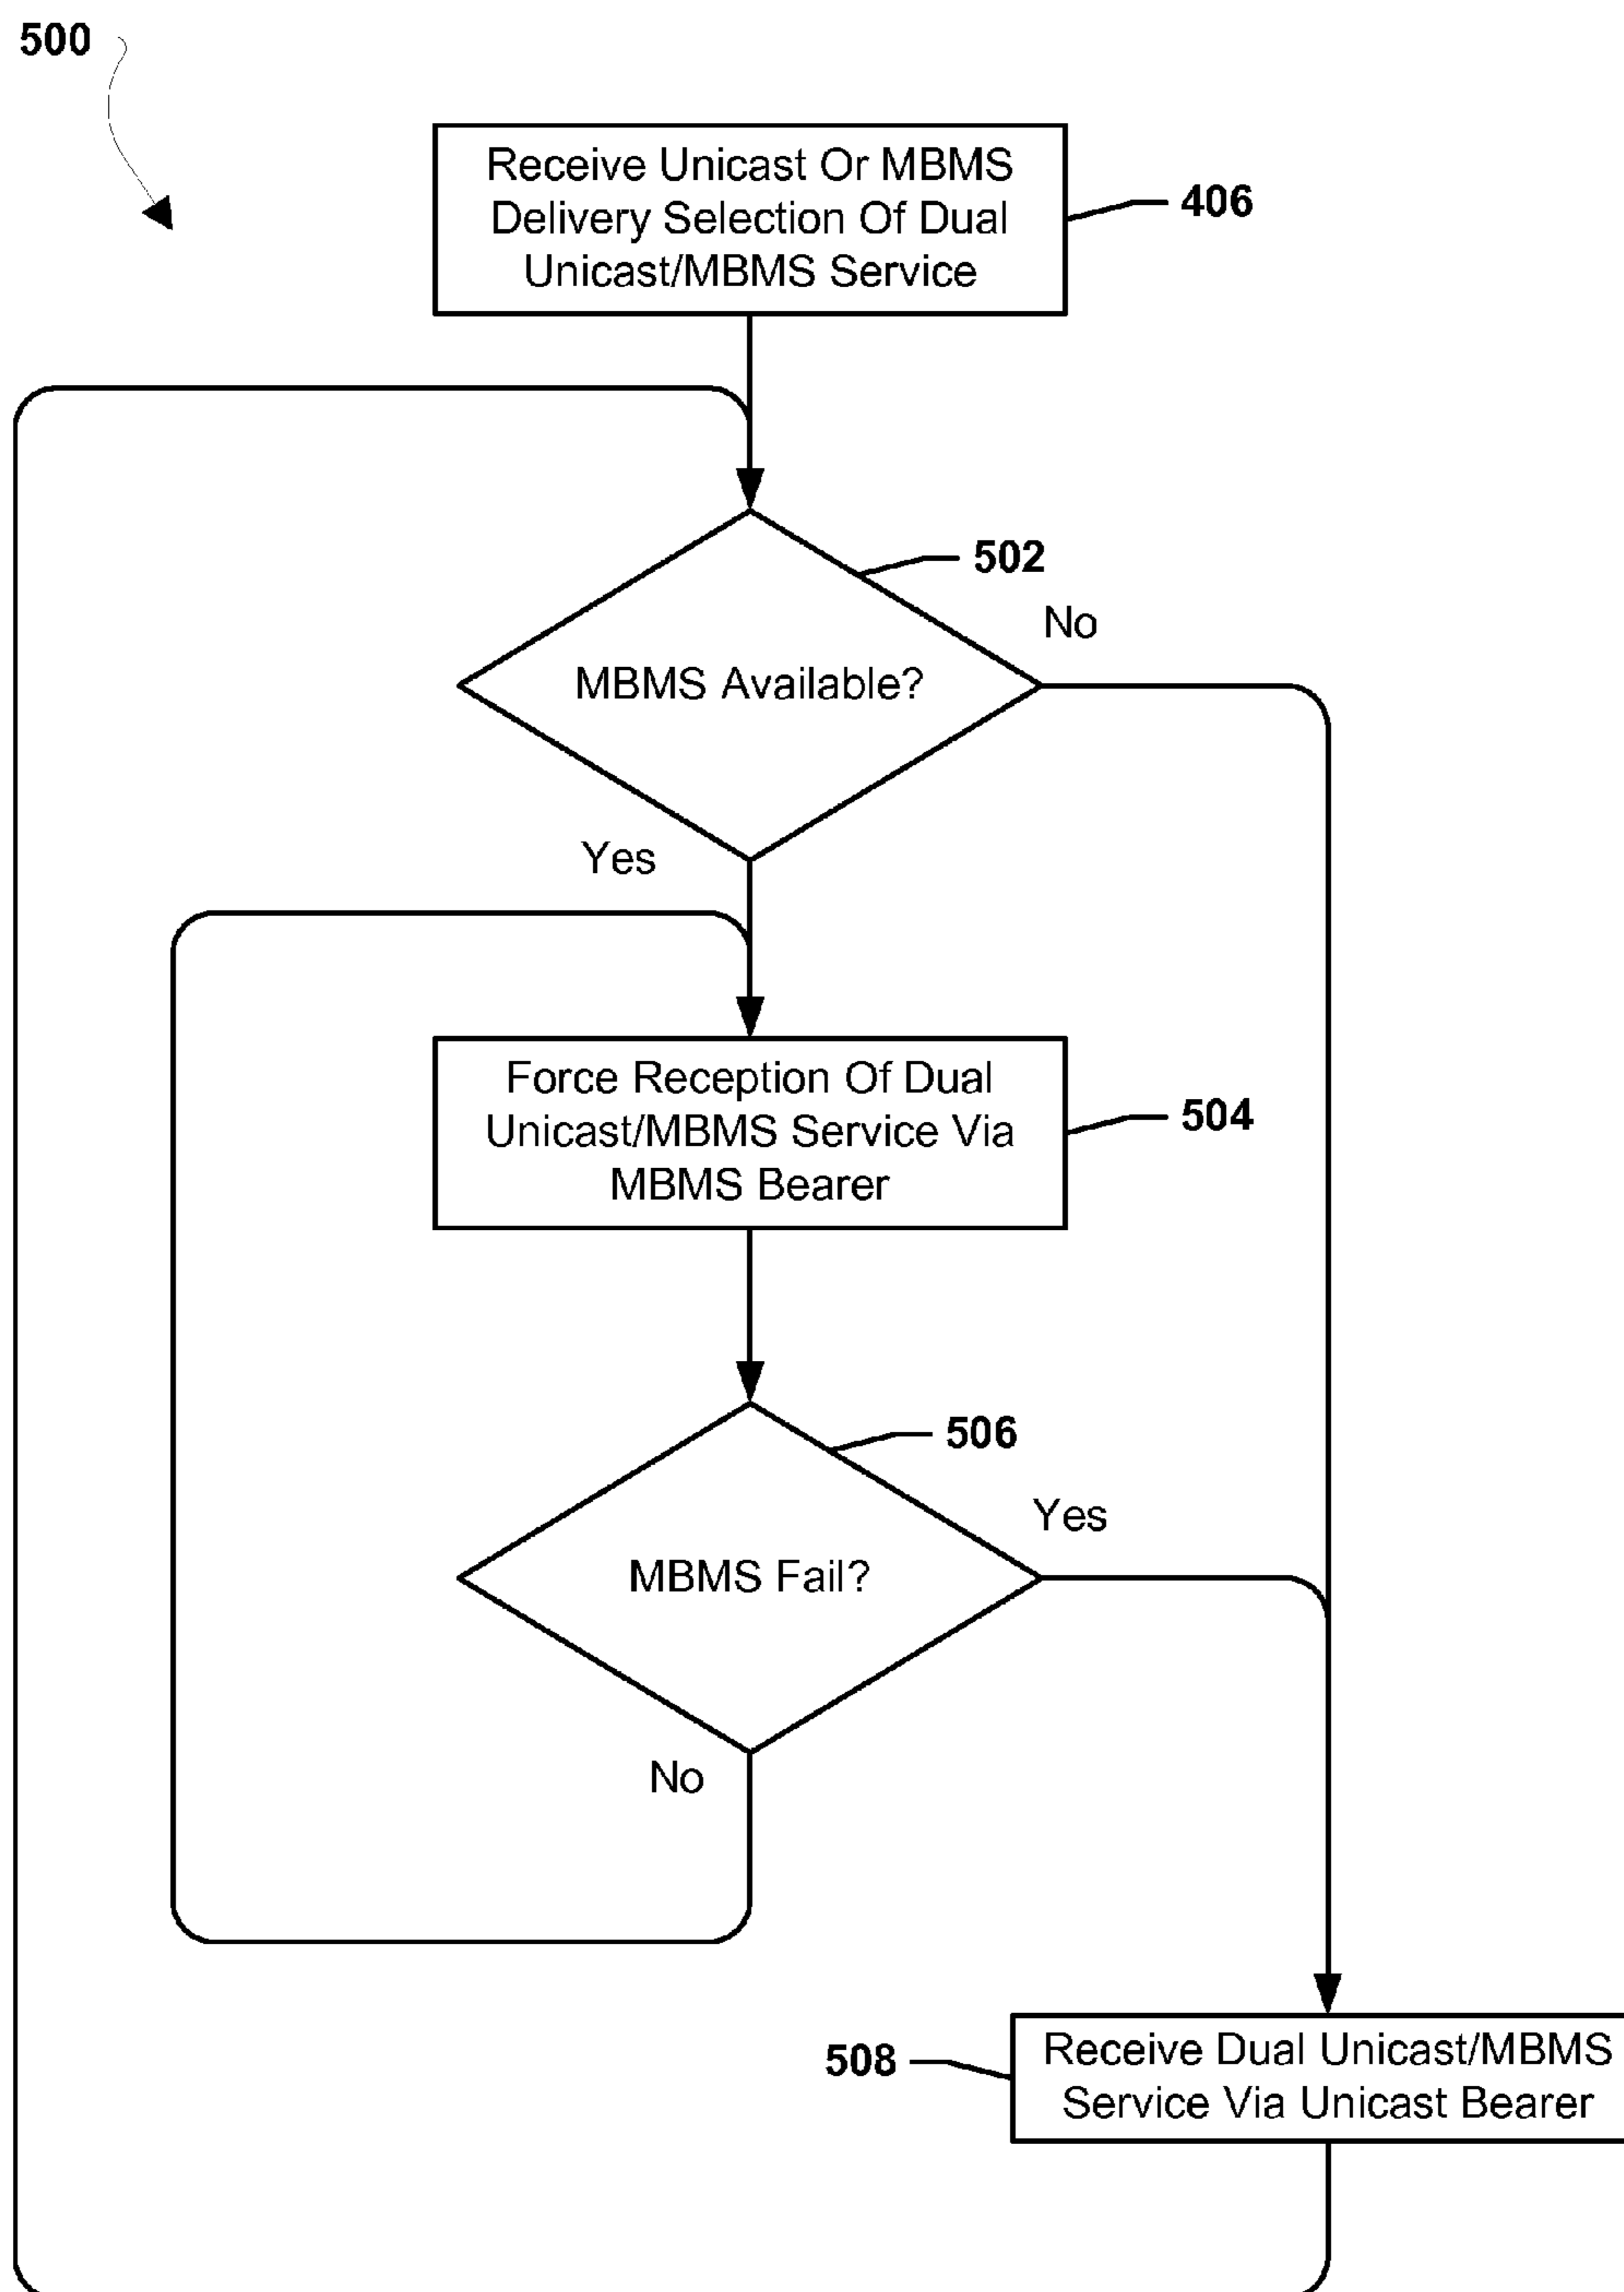 500
Receive Unicast Or MBMS
Delivery Selection Of Dual
Unicast/MBMS Service
406
502
No
MBMS Available?
Yes
Force Reception Of Dual
Unicast/MBMS Service Via
MBMS Bearer
504
506
Yes
MBMS Fail?
No
508
Receive Dual Unicast/MBMS
Service Via Unicast Bearer